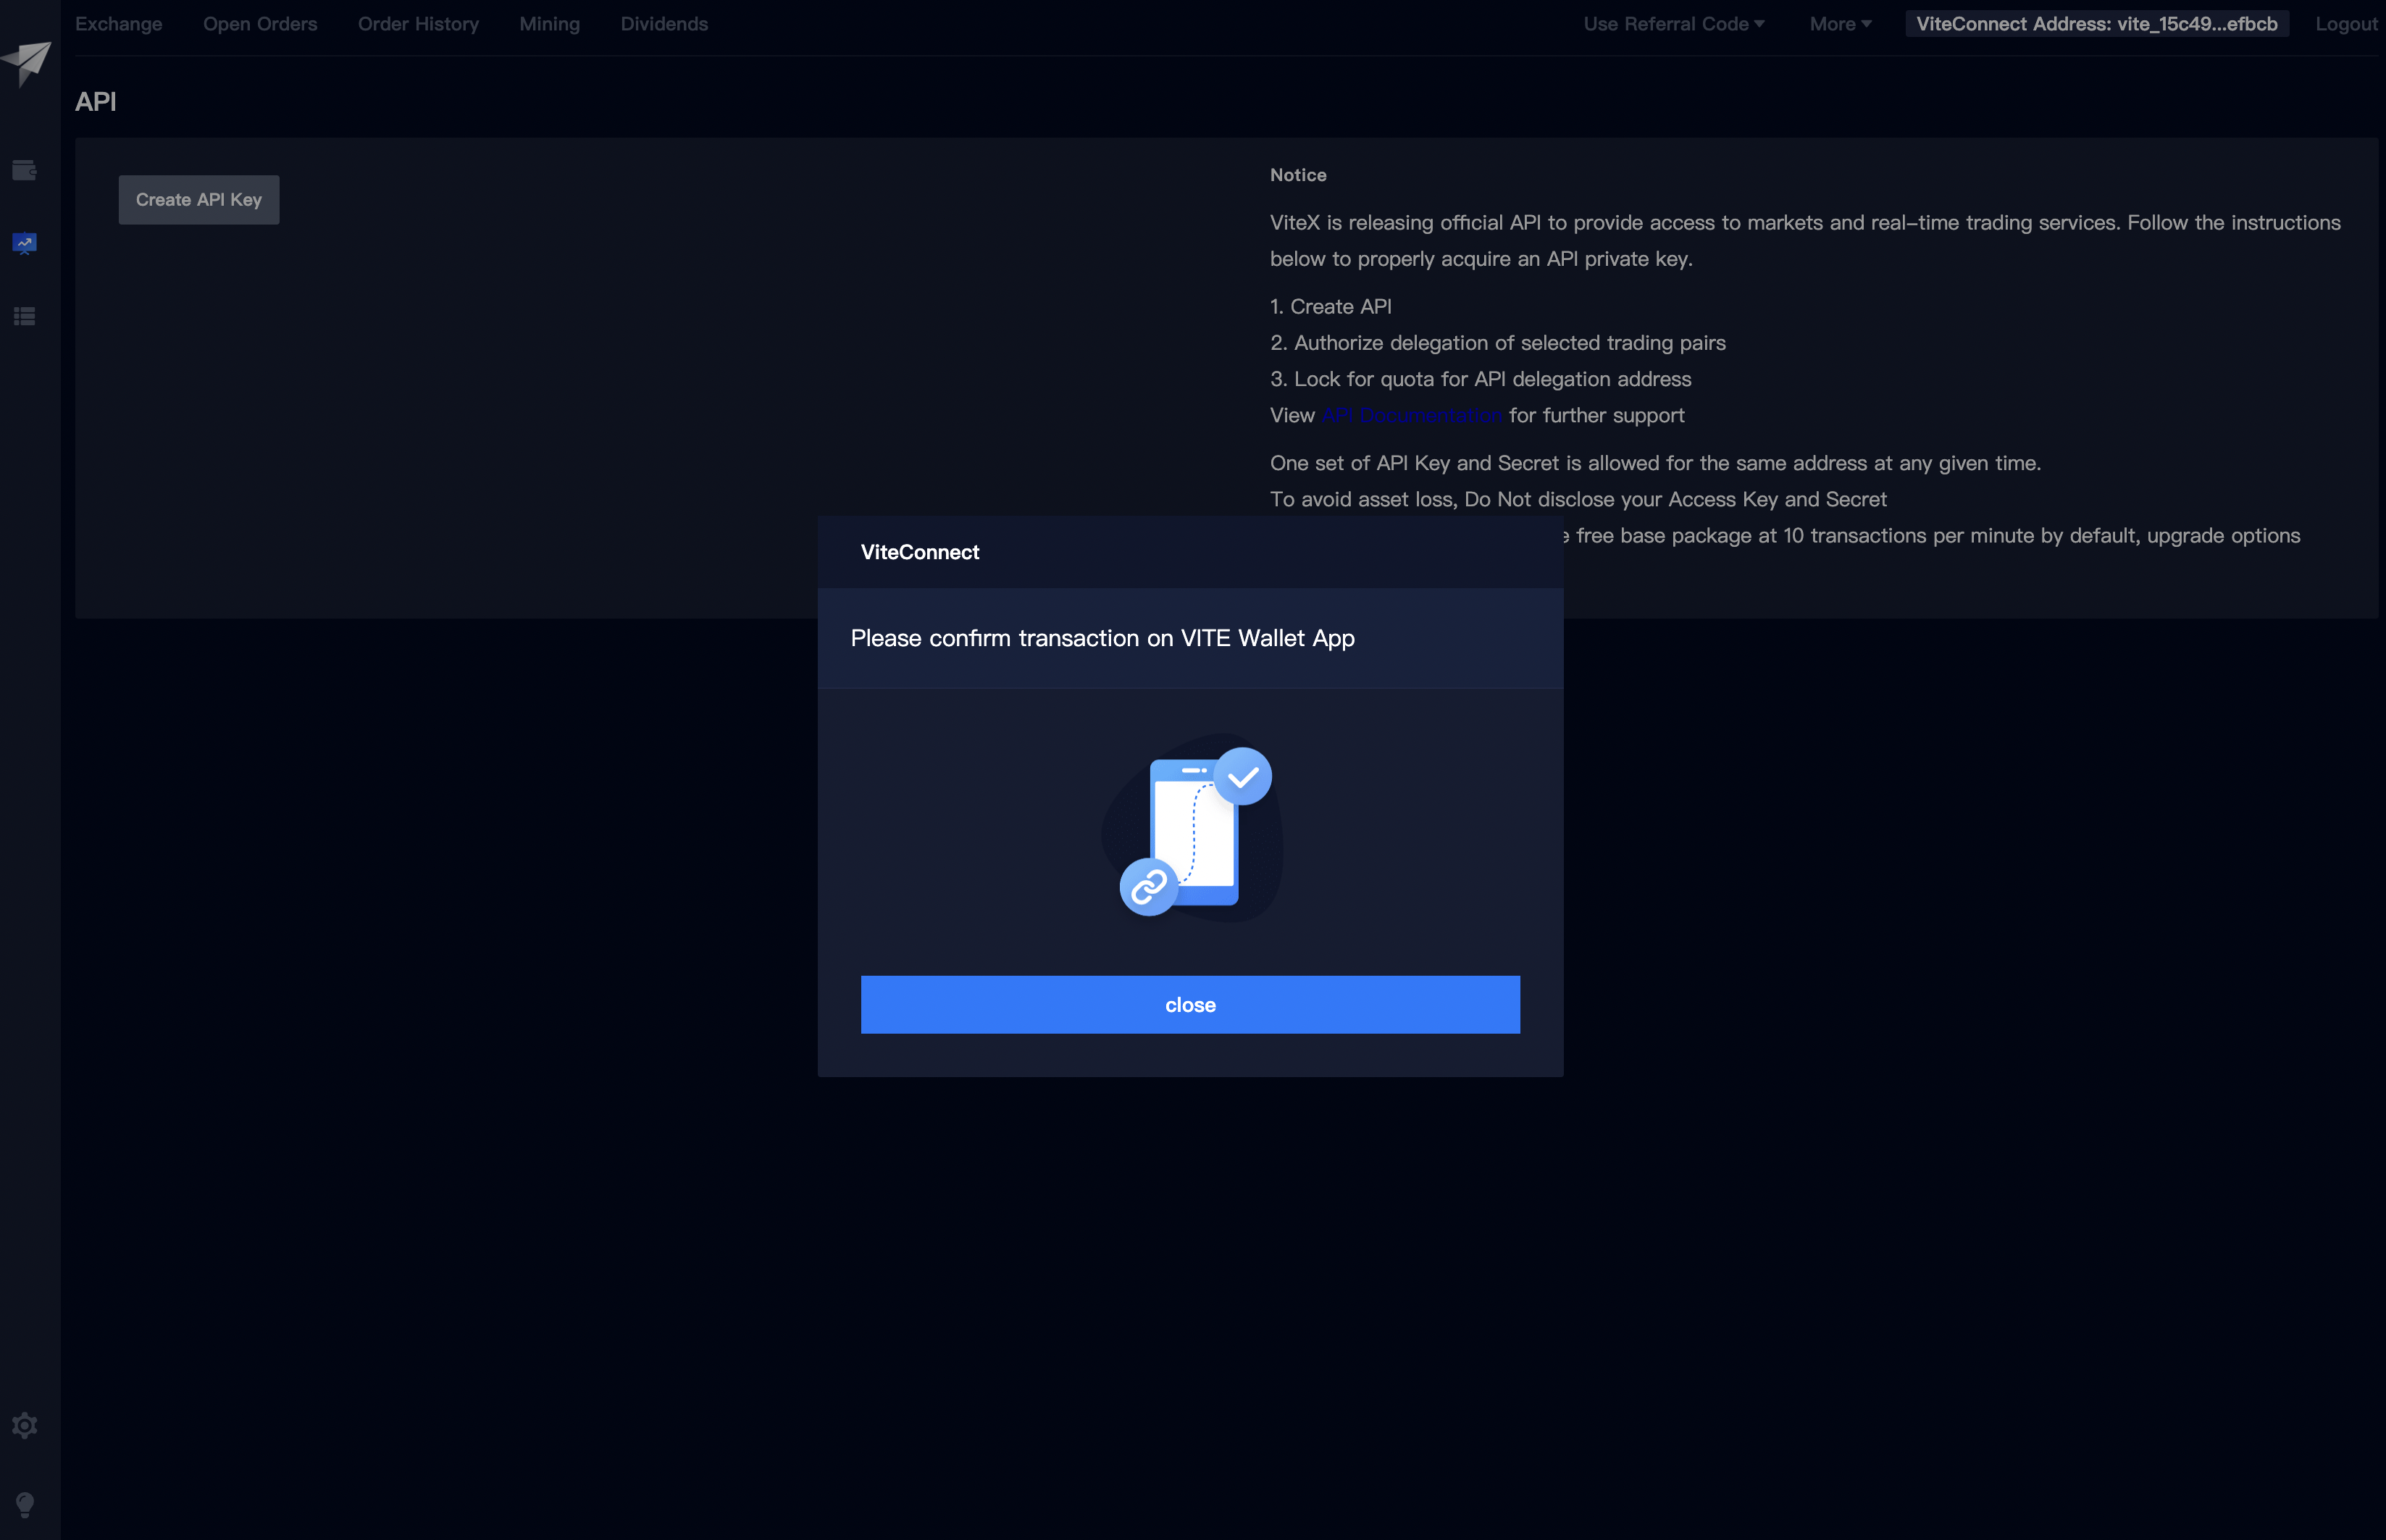 Exchange Open Orders Order History Mining Dividends Use Referral Code More ViteConnect Address: vite_15c49...efbcb Logout
API
Create API Key
Notice
ViteX is releasing official API to provide access to markets and real-time trading services. Follow the instructions
below to properly acquire an API private key.
1. Create API
2. Authorize delegation of selected trading pairs
3. Lock for quota for API delegation address
View API Documentation for further support
One set of API Key and Secret is allowed for the same address at any given time.
To avoid asset loss, Do Not disclose your Access Key and Secret
free base package at 10 transactions per minute by default, upgrade options
ViteConnect
Please confirm transaction on VITE Wallet App
close